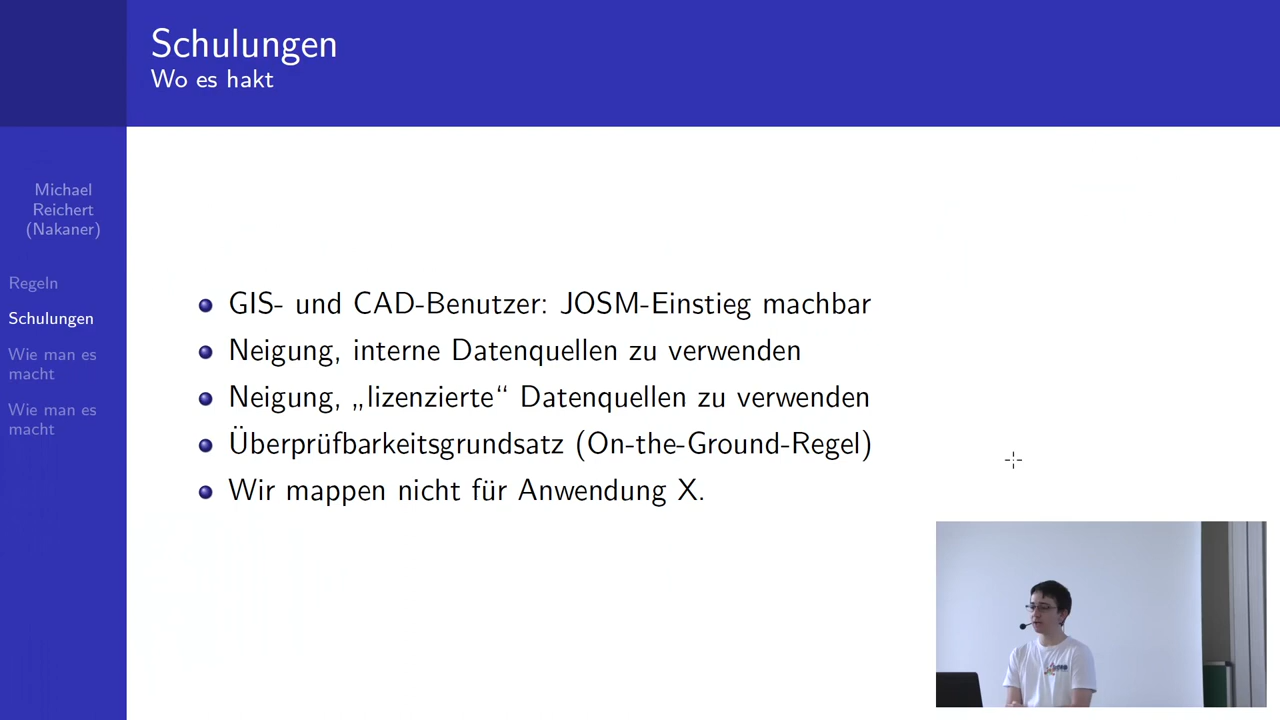 Schulungen
Wo es hakt
Michael
Reichert
(Nakaner)
Regeln
Schulungen
Wie man es
macht
Wie man es
macht
GIS- und CAD-Benutzer: JOSM-Einstieg machbar
Neigung, interne Datenquellen zu verwenden
Neigung, „lizenzierte“ Datenquellen zu verwenden
Überprüfbarkeitsgrundsatz (On-the-Ground-Regel)
Wir mappen nicht für Anwendung X.